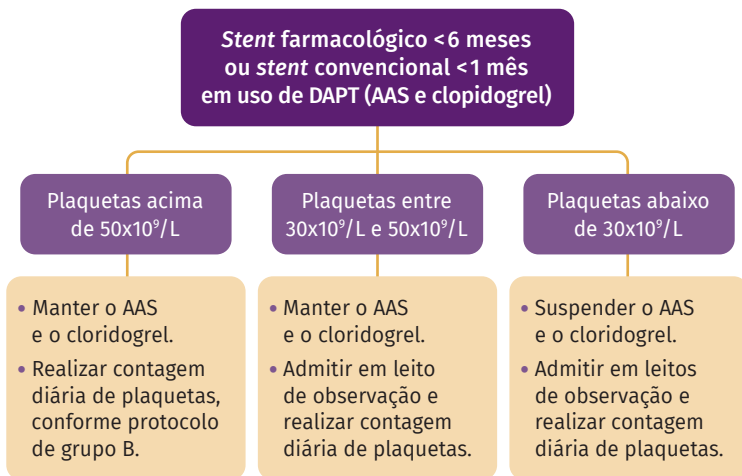 Stent farmacológico <6 meses
ou stent convencional <1 mês
em uso de DAPT (AAS e clopidogrel)
Plaquetas acima
de 50x10⁹/L
Plaquetas entre
30x10⁹/L e 50x10⁹/L
Plaquetas abaixo
de 30x10⁹/L
• Manter o AAS
e o cloridogrel.
• Realizar contagem
diária de plaquetas,
conforme protocolo
de grupo B.
• Manter o AAS
e o cloridogrel.
• Admitir em leito
de observação e
realizar contagem
diária de plaquetas.
• Suspender o AAS
e o cloridogrel.
• Admitir em leitos
de observação e
realizar contagem
diária de plaquetas.